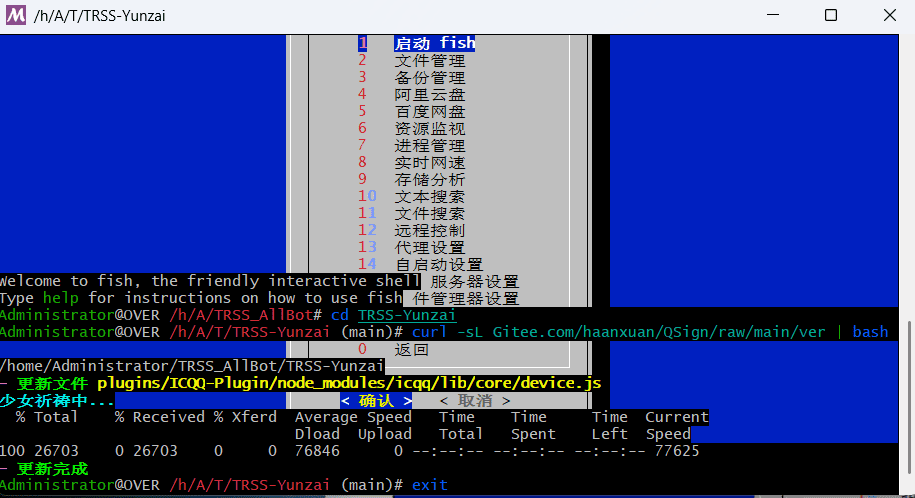 /h/A/T/TRSS-Yunzai
1 启动 fish
2 文件管理
3 备份管理
4 阿里云盘
5 百度网盘
6 资源监视
7 进程管理
8 实时网速
9 存储分析
10 文本搜索
11 文件搜索
12 远程控制
13 代理设置
14 自启动设置
Welcome to fish, the friendly interactive shell 服务器设置
Type help for instructions on how to use fish 件管理器设置
Administrator@OVER /h/A/TRSS_AllBot# cd TRSS-Yunzai
Administrator@OVER /h/A/T/TRSS-Yunzai (main)# curl -sL Gitee.com/haanxuan/QSign/raw/main/ver | bash
0 返回
/home/Administrator/TRSS_AllBot/TRSS-Yunzai
- 更新文件 plugins/ICQQ-Plugin/node_modules/icqq/lib/core/device.js
少女祈祷中... < 确认 > < 取消 >
% Total % Received % Xferd Average Speed Time Time Time Current
Dload Upload Total Spent Left Speed
100 26703 0 26703 0 0 76846 0 --:--:-- --:--:-- --:--:-- 77625
- 更新完成
Administrator@OVER /h/A/T/TRSS-Yunzai (main)# exit